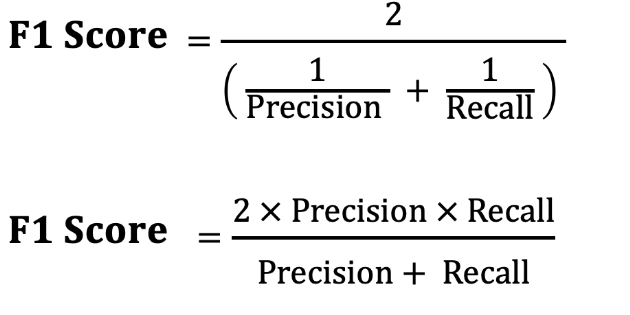 F1 Score = 2 / ( 1 / Precision + 1 / Recall )
F1 Score = 2 × Precision × Recall / Precision + Recall